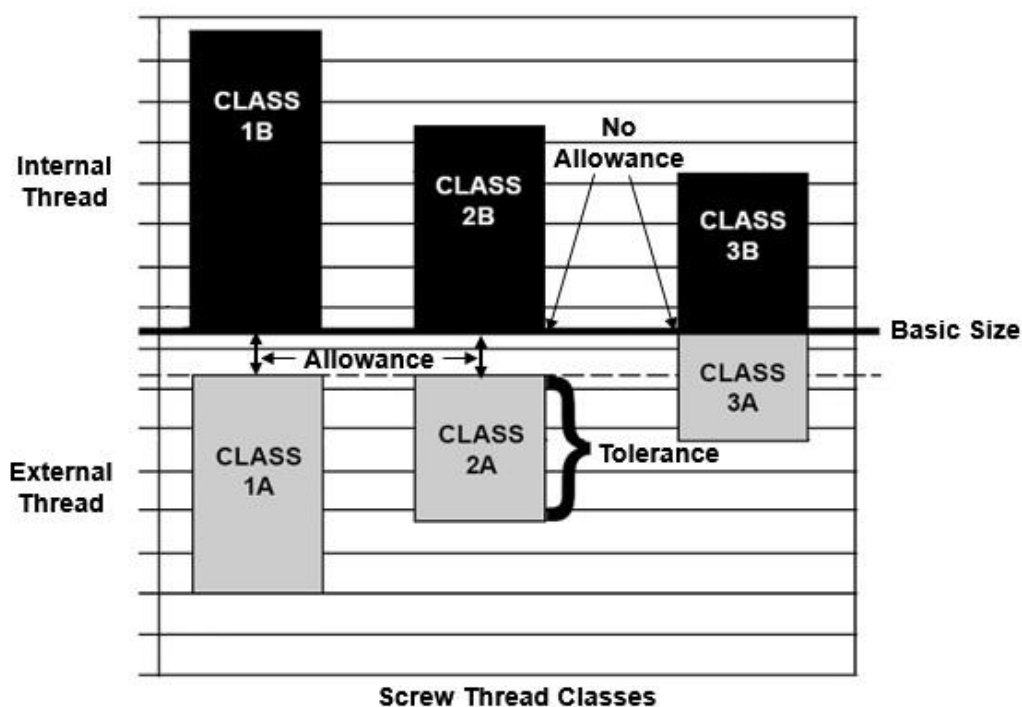 CLASS
1B
No
Allowance
Internal
Thread
CLASS
2B
CLASS
3B
Basic Size
Allowance
CLASS
3A
CLASS
2A
Tolerance
CLASS
1A
External
Thread
Screw Thread Classes